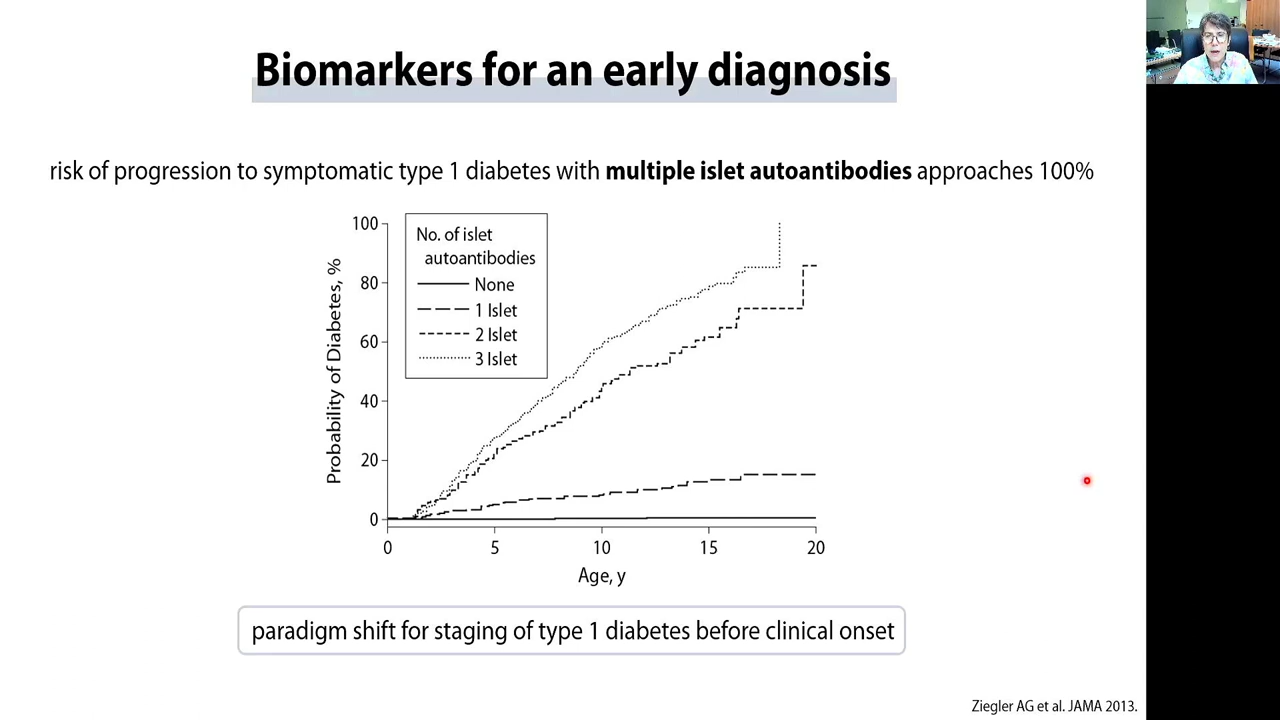 Biomarkers for an early diagnosis
risk of progression to symptomatic type 1 diabetes with multiple islet autoantibodies approaches 100%
No. of islet
autoantibodies
None
1 Islet
2 Islet
3 Islet
Probability of Diabetes, %
100
80
60
40
20
0
0 5 10 15 20
Age, y
paradigm shift for staging of type 1 diabetes before clinical onset
Ziegler AG et al. JAMA 2013.